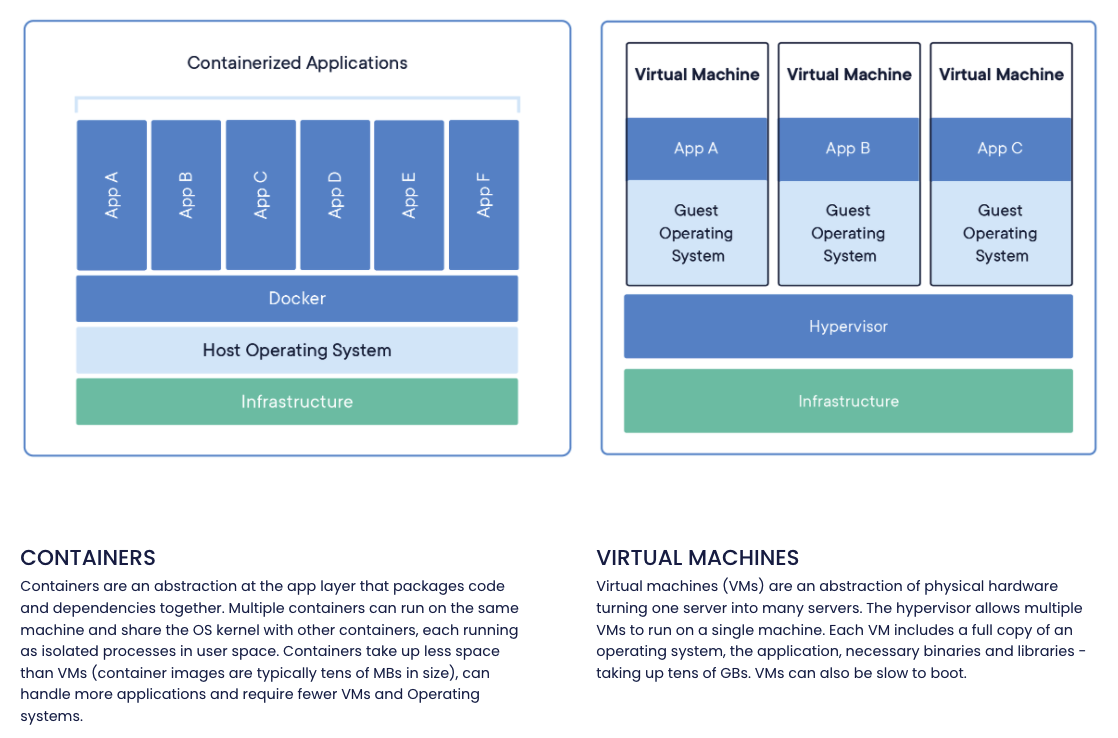 Containerized Applications
App A
App B
App C
App D
App E
App F
Docker
Host Operating System
Infrastructure
Virtual Machine
App A
Guest
Operating
System
Virtual Machine
App B
Guest
Operating
System
Virtual Machine
App C
Guest
Operating
System
Hypervisor
Infrastructure
CONTAINERS
Containers are an abstraction at the app layer that packages code
and dependencies together. Multiple containers can run on the same
machine and share the OS kernel with other containers, each running
as isolated processes in user space. Containers take up less space
than VMs (container images are typically tens of MBs in size), can
handle more applications and require fewer VMs and Operating
systems.
VIRTUAL MACHINES
Virtual machines (VMs) are an abstraction of physical hardware
turning one server into many servers. The hypervisor allows multiple
VMs to run on a single machine. Each VM includes a full copy of an
operating system, the application, necessary binaries and libraries -
taking up tens of GBs. VMs can also be slow to boot.